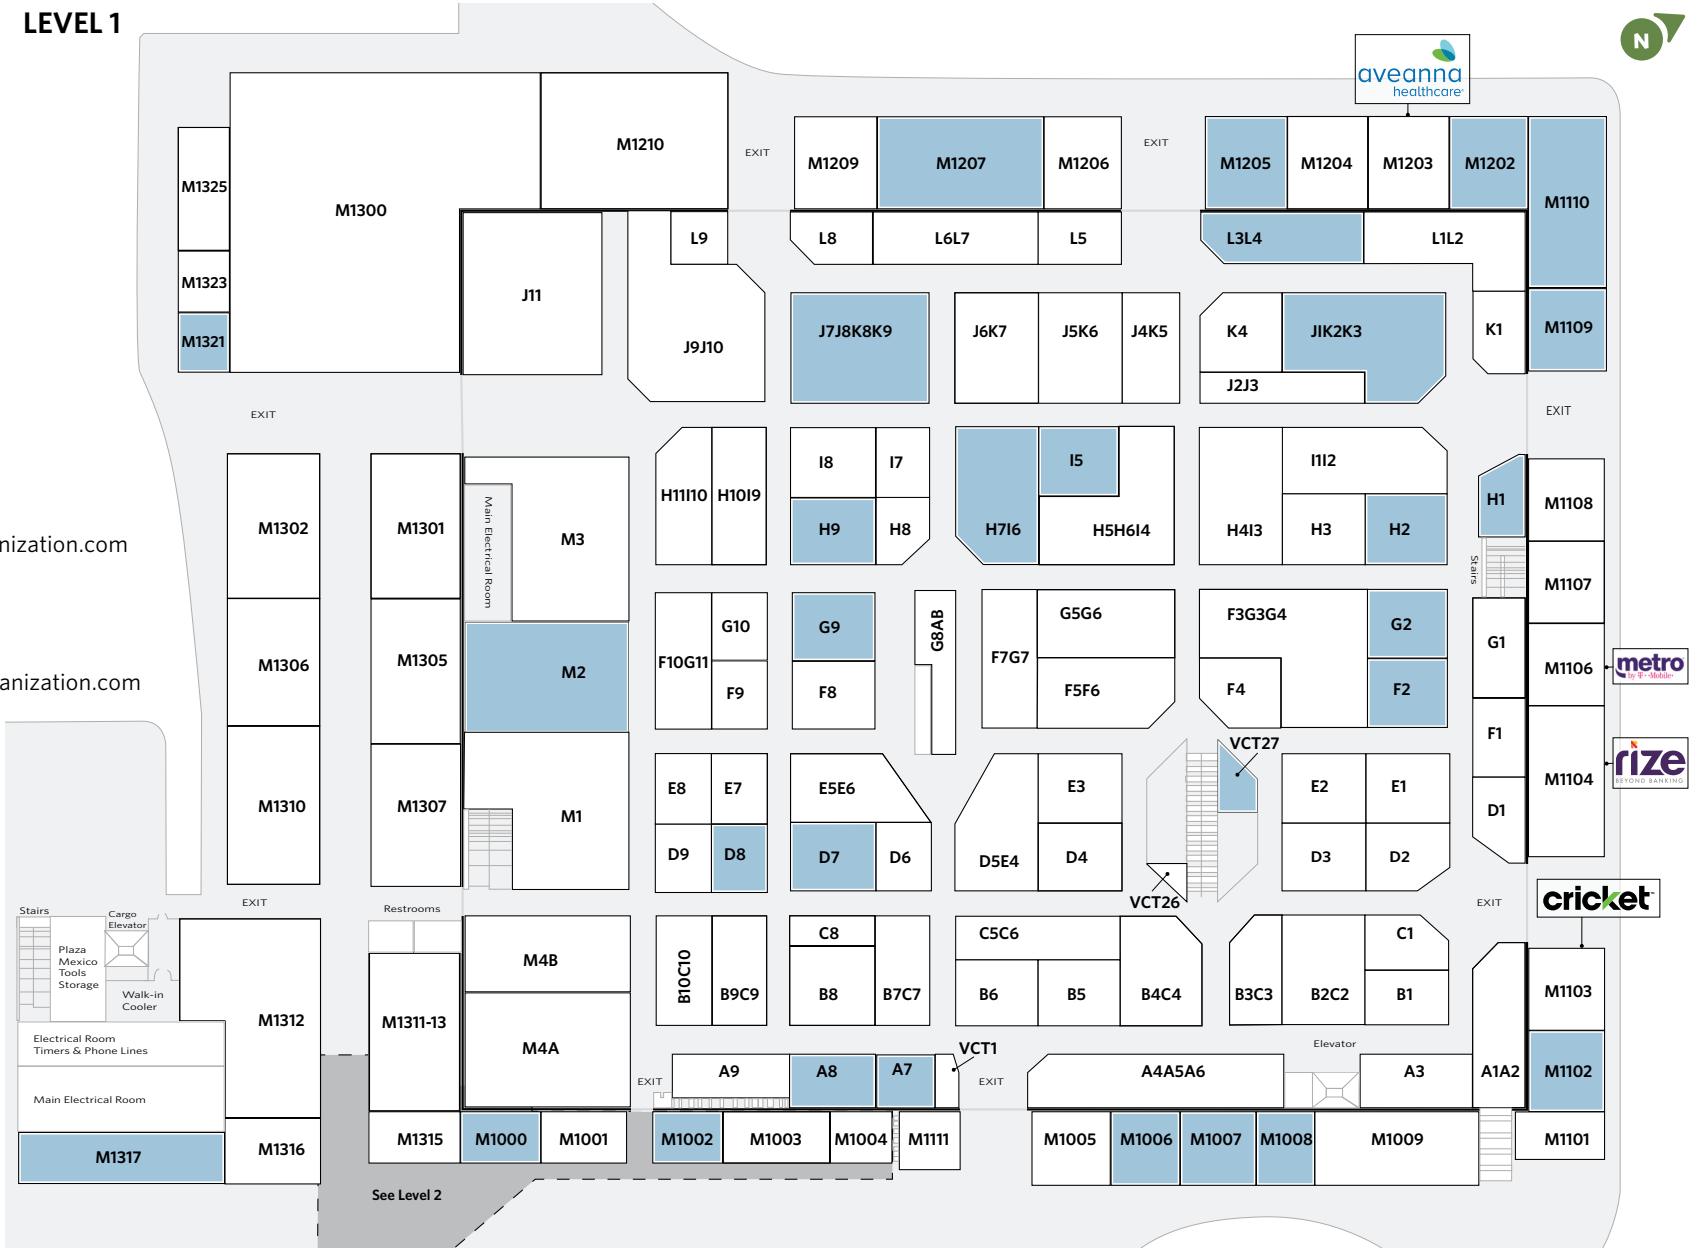 LEVEL 1
N
aveanna
healthcare
M1325
M1300
M1210
EXIT
M1209
M1207
M1206
EXIT
M1205
M1204
M1203
M1202
M1110
M1323
M1321
J11
L9
J9J10
L8
L6L7
L5
L3L4
L1L2
J7J8K8K9
J6K7
J5K6
J4K5
K4
J1K2K3
J2J3
K1
M1109
EXIT
EXIT
M1302
M1301
Main Electrical Room
M3
H11I10
H10I9
I8
I7
H9
H8
H7I6
I5
H5H6I4
H4I3
I1I2
H3
H2
H1
M1108
nization.com
Stairs
M1107
M1306
M1305
M2
F10G11
G10
F9
G9
F8
G8AB
F7G7
G5G6
F5F6
F3G3G4
F4
G2
F2
G1
M1106
metro
by T-Mobile
anization.com
F1
M1104
rize
BEYOND BANKING
M1310
M1307
M1
E8
E7
D9
D8
E5E6
D7
D6
D5E4
E3
D4
VCT27
VCT26
E2
E1
D3
D2
D1
EXIT
EXIT
cricket
Stairs
Cargo
Elevator
Plaza
Mexico
Tools
Storage
Walk-in
Cooler
Restrooms
M1312
M1311-13
M4B
M4A
B10C10
B9C9
C8
B8
B7C7
C5C6
B6
B5
B4C4
B3C3
B2C2
C1
B1
A1A2
M1103
M1102
Electrical Room
Timers & Phone Lines
Main Electrical Room
EXIT
A9
A8
A7
VCT1
EXIT
A4A5A6
Elevator
A3
M1317
M1316
M1315
M1000
M1001
M1002
M1003
M1004
M1111
M1005
M1006
M1007
M1008
M1009
M1101
See Level 2